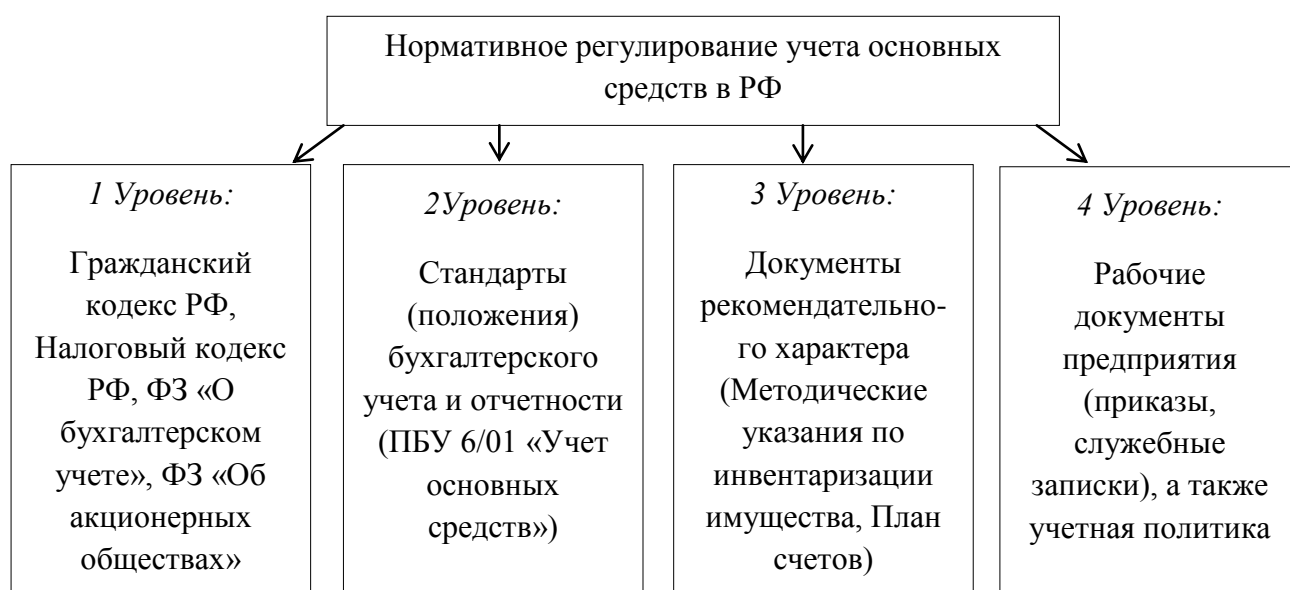 Нормативное регулирование учета основных
средств в РФ
1 Уровень:
Гражданский
кодекс РФ,
Налоговый кодекс
РФ, ФЗ «О
бухгалтерском
учете», ФЗ «Об
акционерных
обществах»
2Уровень:
Стандарты
(положения)
бухгалтерского
учета и отчетности
(ПБУ 6/01 «Учет
основных
средств»)
3 Уровень:
Документы
рекомендательно-
го характера
(Методические
указания по
инвентаризации
имущества, План
счетов)
4 Уровень:
Рабочие
документы
предприятия
(приказы,
служебные
записки), а также
учетная политика